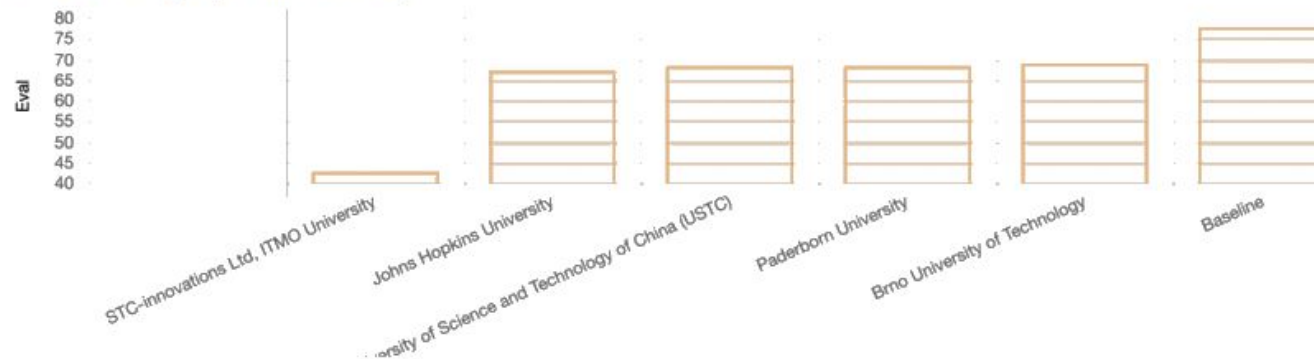 80
75
70
65
60
55
50
45
40
Eval
STC-innovations Ltd, ITMO University
Johns Hopkins University
of Science and Technology of China (USTC)
Paderborn University
Brno University of Technology
Baseline